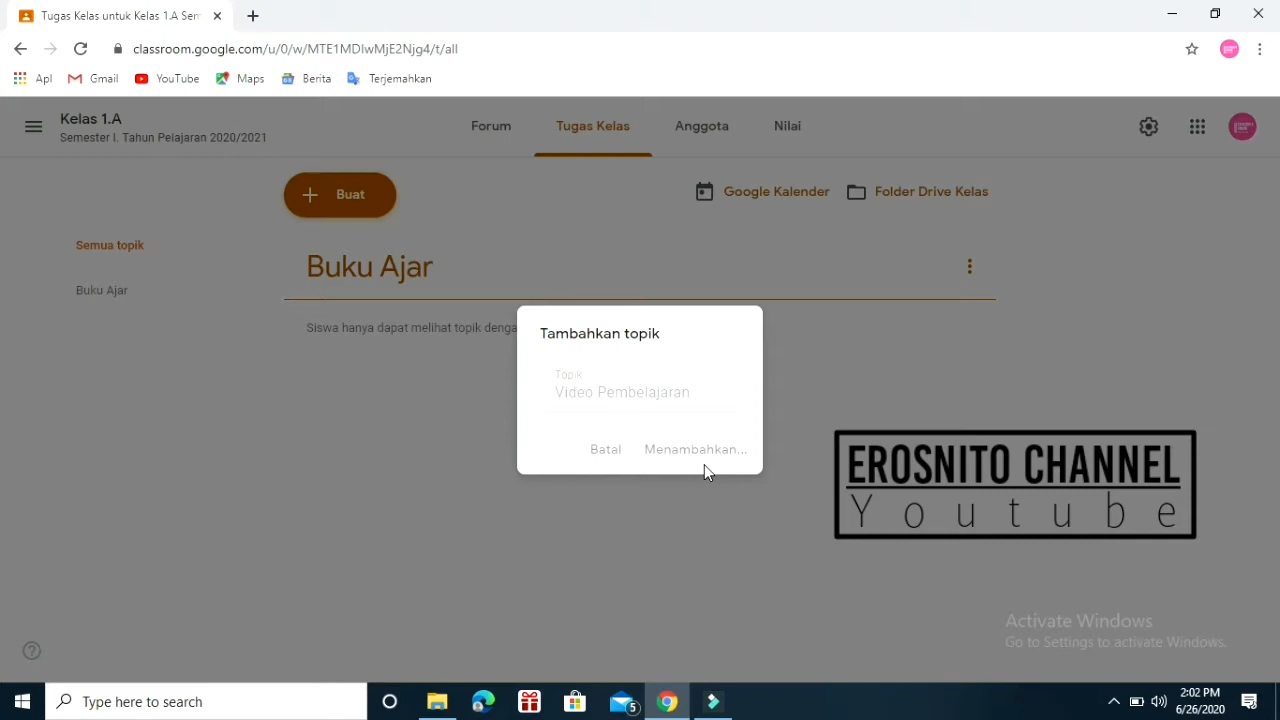 Tugas Kelas untuk Kelas 1.A Sem
classroom.google.com/u/0/w/MTE1MDIwMjE2Njg4/t/all
Apl
Gmail
YouTube
Maps
Berita
Terjemahkan
Kelas 1.A
Semester I. Tahun Pelajaran 2020/2021
Forum
Tugas Kelas
Anggota
Nilai
Buat
Google Kalender
Folder Drive Kelas
Semua topik
Buku Ajar
Buku Ajar
Siswa hanya dapat melihat topik denga
Tambahkan topik
Topik
Video Pembelajaran
Batal
Menambahkan...
EROSNITO CHANNEL
Youtube
Activate Windows
Go to Settings to activate Windows.
Type here to search
5
2:02 PM
6/26/2020